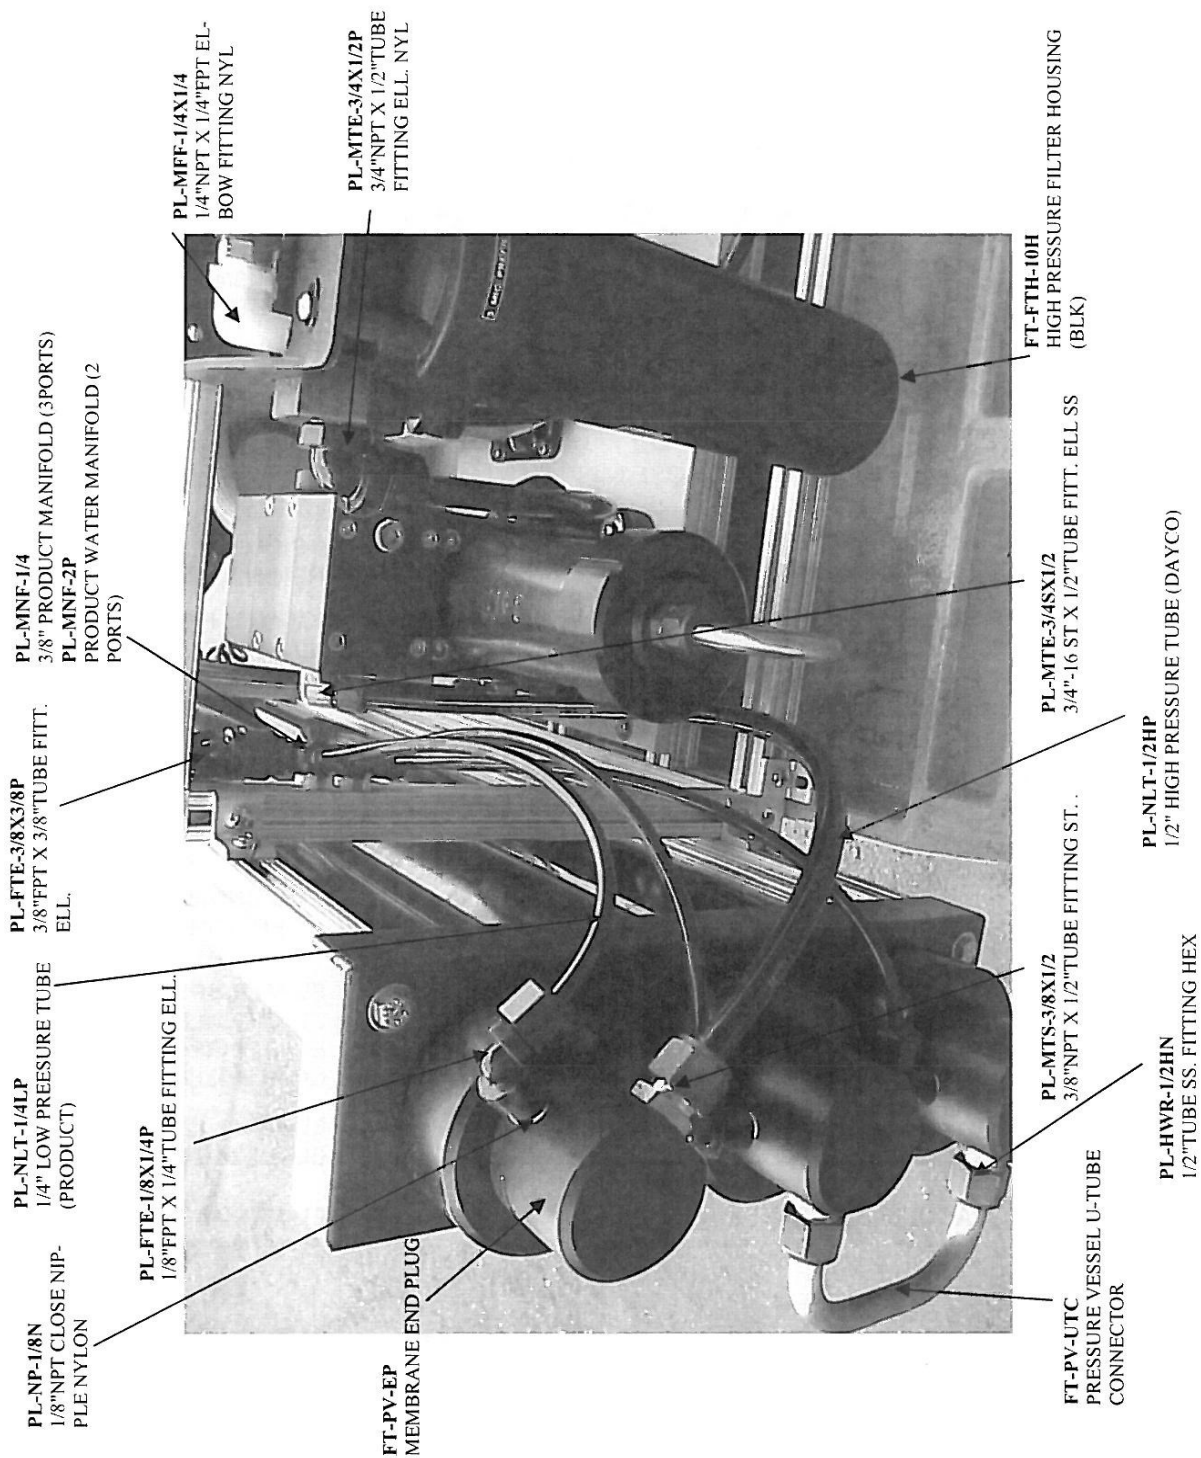 PL-NP-1/8N
1/8"NPT CLOSE NIP-
PLE NYLON
PL-NLT-1/4LP
1/4" LOW PREESURE TUBE
(PRODUCT)
PL-FTE-3/8X3/8P
3/8"FPT X 3/8"TUBE FITT.
ELL.
PL-MNF-1/4
3/8" PRODUCT MANIFOLD (3PORTS)
PL-MNF-2P
PRODUCT WATER MANIFOLD (2
PORTS)
PL-MFF-1/4X1/4
1/4"NPT X 1/4"FPT EL-
BOW FITTING NYL
PL-FTE-1/8X1/4P
1/8"FPT X 1/4"TUBE FITTING ELL.
PL-MTE-3/4X1/2P
3/4"NPT X 1/2"TUBE
FITTING ELL. NYL
FT-PV-EP
MEMBRANE END PLUG
FT-PV-UTC
PRESSURE VESSEL U-TUBE
CONNECTOR
PL-MTS-3/8X1/2
3/8"NPT X 1/2"TUBE FITTING ST. .
PL-MTE-3/4SX1/2
3/4"-16 ST X 1/2"TUBE FITT. ELL SS
FT-FTH-10H
HIGH PRESSURE FILTER HOUSING
(BLK)
PL-HWR-1/2HN
1/2"TUBE SS. FITTING HEX
PL-NLT-1/2HP
1/2" HIGH PRESSURE TUBE (DAYCO)